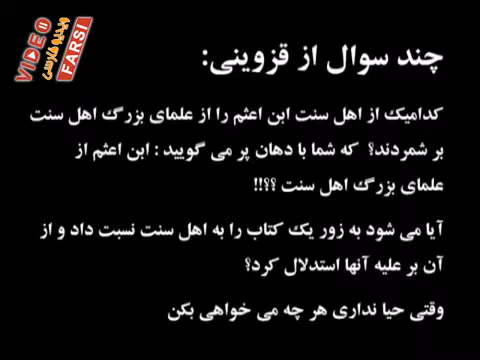 VIDEO
ویدیو فارسی
FARSI
چند سوال از قزوینی:
کدامیک از اهل سنت ابن اعثم را از علمای بزرگ اهل سنت
بر شمردند؟ که شما با دهان پر می گویید : ابن اعثم از
علمای بزرگ اهل سنت ؟؟!!
آیا می شود به زور یک کتاب را به اهل سنت نسبت داد و از
آن بر علیه آنها استدلال کرد؟
وقتی حیا نداری هر چه می خواهی بکن